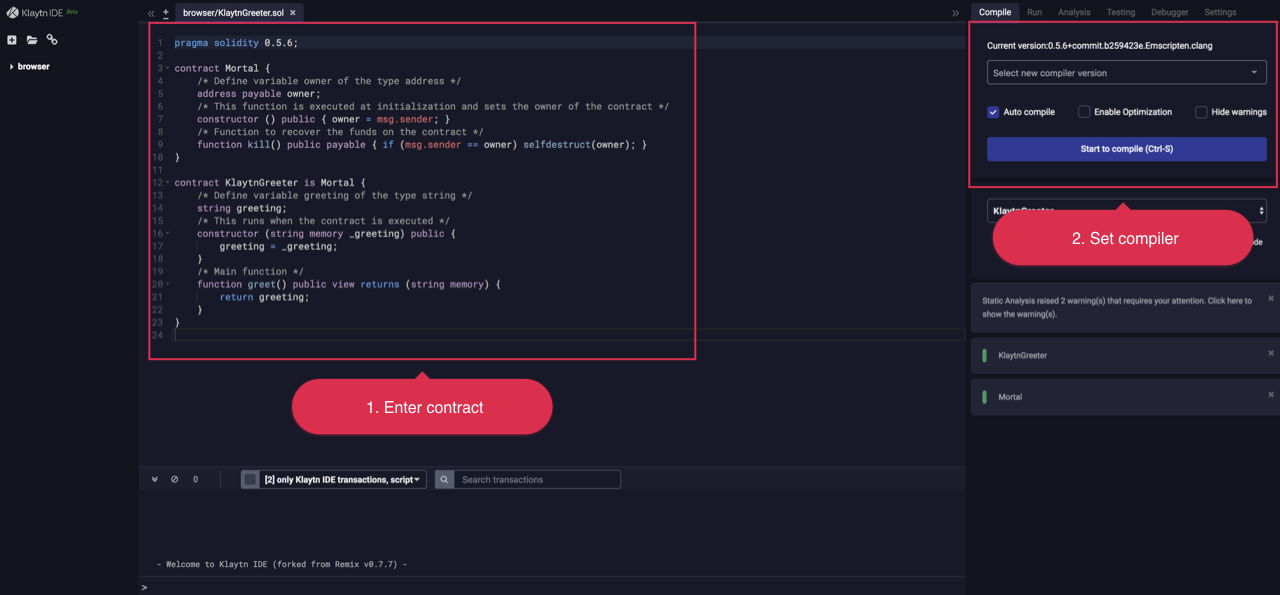 Klaytn IDE Beta
browser
browser/KlaytnGreeter.sol
1 pragma solidity 0.5.6;
2
3 contract Mortal {
4 /* Define variable owner of the type address */
5 address payable owner;
6 /* This function is executed at initialization and sets the owner of the contract */
7 constructor () public { owner = msg.sender; }
8 /* Function to recover the funds on the contract */
9 function kill() public payable { if (msg.sender == owner) selfdestruct(owner); }
10 }
11
12 contract KlaytnGreeter is Mortal {
13 /* Define variable greeting of the type string */
14 string greeting;
15 /* This runs when the contract is executed */
16 constructor (string memory _greeting) public {
17 greeting = _greeting;
18 }
19 /* Main function */
20 function greet() public view returns (string memory) {
21 return greeting;
22 }
23 }
24
1. Enter contract
0
[2] only Klaytn IDE transactions, script
Search transactions
- Welcome to Klaytn IDE (forked from Remix v0.7.7) -
>
Compile Run Analysis Testing Debugger Settings
Current version:0.5.6+commit.b259423e.Emscripten.clang
Select new compiler version
Auto compile Enable Optimization Hide warnings
Start to compile (Ctrl-S)
KlaytnGreeter
2. Set compiler
Static Analysis raised 2 warning(s) that requires your attention. Click here to
show the warning(s).
KlaytnGreeter
Mortal